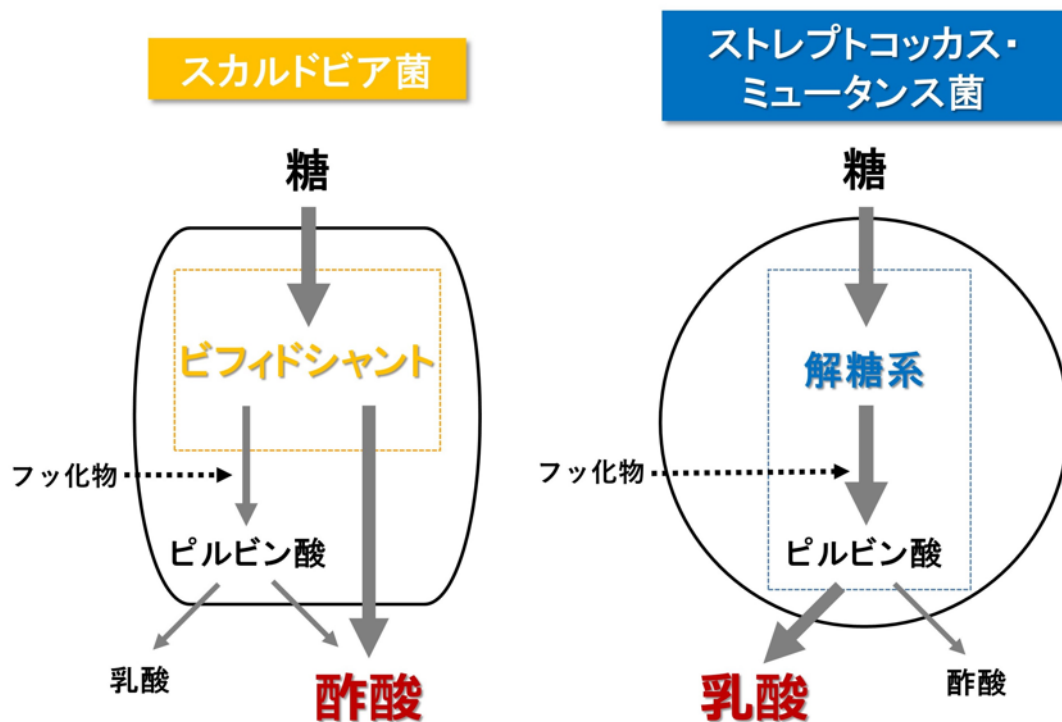 スカルドビア菌
糖
ビフィドシャント
フッ化物
ピルビン酸
乳酸
酢酸
ストレプトコッカス・
ミュータンス菌
糖
解糖系
フッ化物
ピルビン酸
乳酸
酢酸